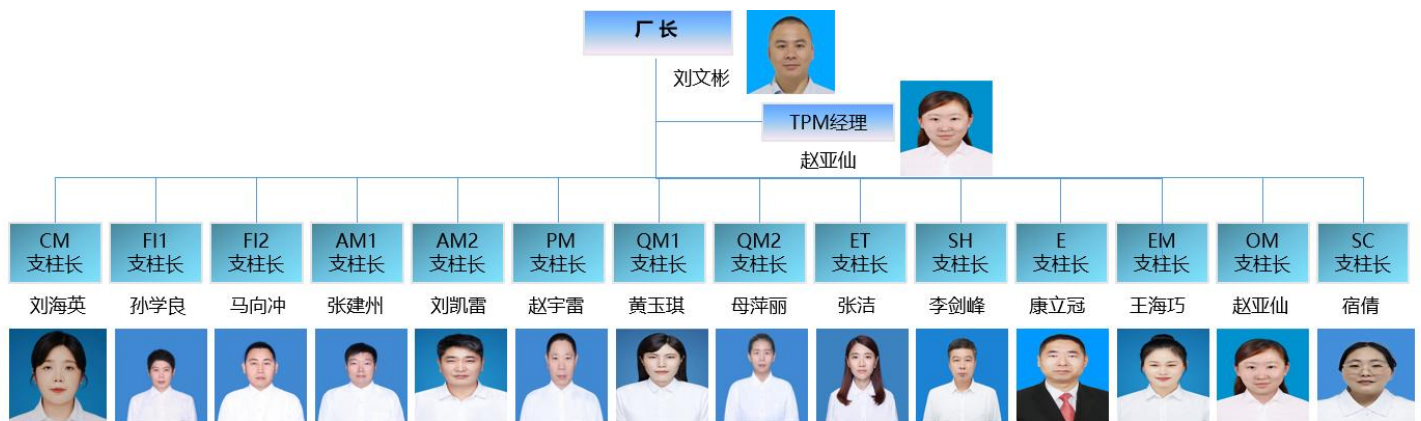 厂 长
刘文彬
TPM经理
赵亚仙
CM
支柱长
FI1
支柱长
FI2
支柱长
AM1
支柱长
AM2
支柱长
PM
支柱长
QM1
支柱长
QM2
支柱长
ET
支柱长
SH
支柱长
E
支柱长
EM
支柱长
OM
支柱长
SC
支柱长
刘海英
孙学良
马向冲
张建州
刘凯雷
赵宇雷
黄玉琪
母萍丽
张洁
李剑峰
康立冠
王海巧
赵亚仙
宿倩